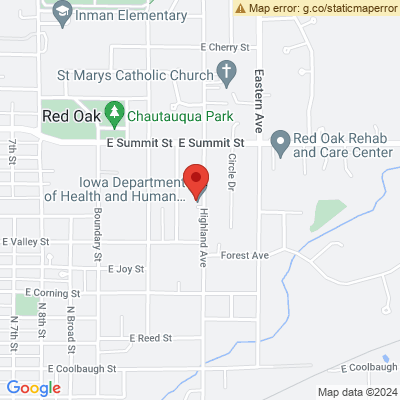 Map error: g.co/staticmaperror
Inman Elementary
E Cherry St
St Marys Catholic Church
Eastern Ave
Red Oak
Chautauqua Park
7th St
E Summit St
E Summit St
Red Oak Rehab
and Care Center
Circle Dr
Iowa Department
of Health and Human...
Boundary St
Highland Ave
E Valley St
Forest Ave
E Joy St
E Corning St
N 7th St
N 8th St
N Broad St
E Reed St
E Coolbaugh St
E Coolbaugh
Google
Map data ©2024